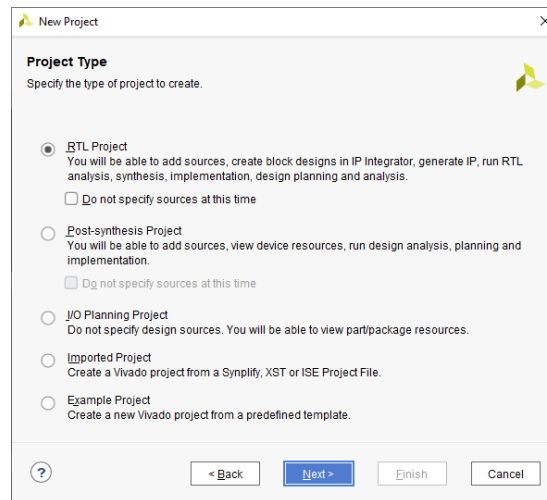 New Project
Project Type
Specify the type of project to create.
RTL Project
You will be able to add sources, create block designs in IP Integrator, generate IP, run RTL
analysis, synthesis, implementation, design planning and analysis.
Do not specify sources at this time
Post-synthesis Project
You will be able to add sources, view device resources, run design analysis, planning and
implementation.
Do not specify sources at this time
I/O Planning Project
Do not specify design sources. You will be able to view part/package resources.
Imported Project
Create a Vivado project from a Synplify, XST or ISE Project File.
Example Project
Create a new Vivado project from a predefined template.
? < Back Next > Finish Cancel